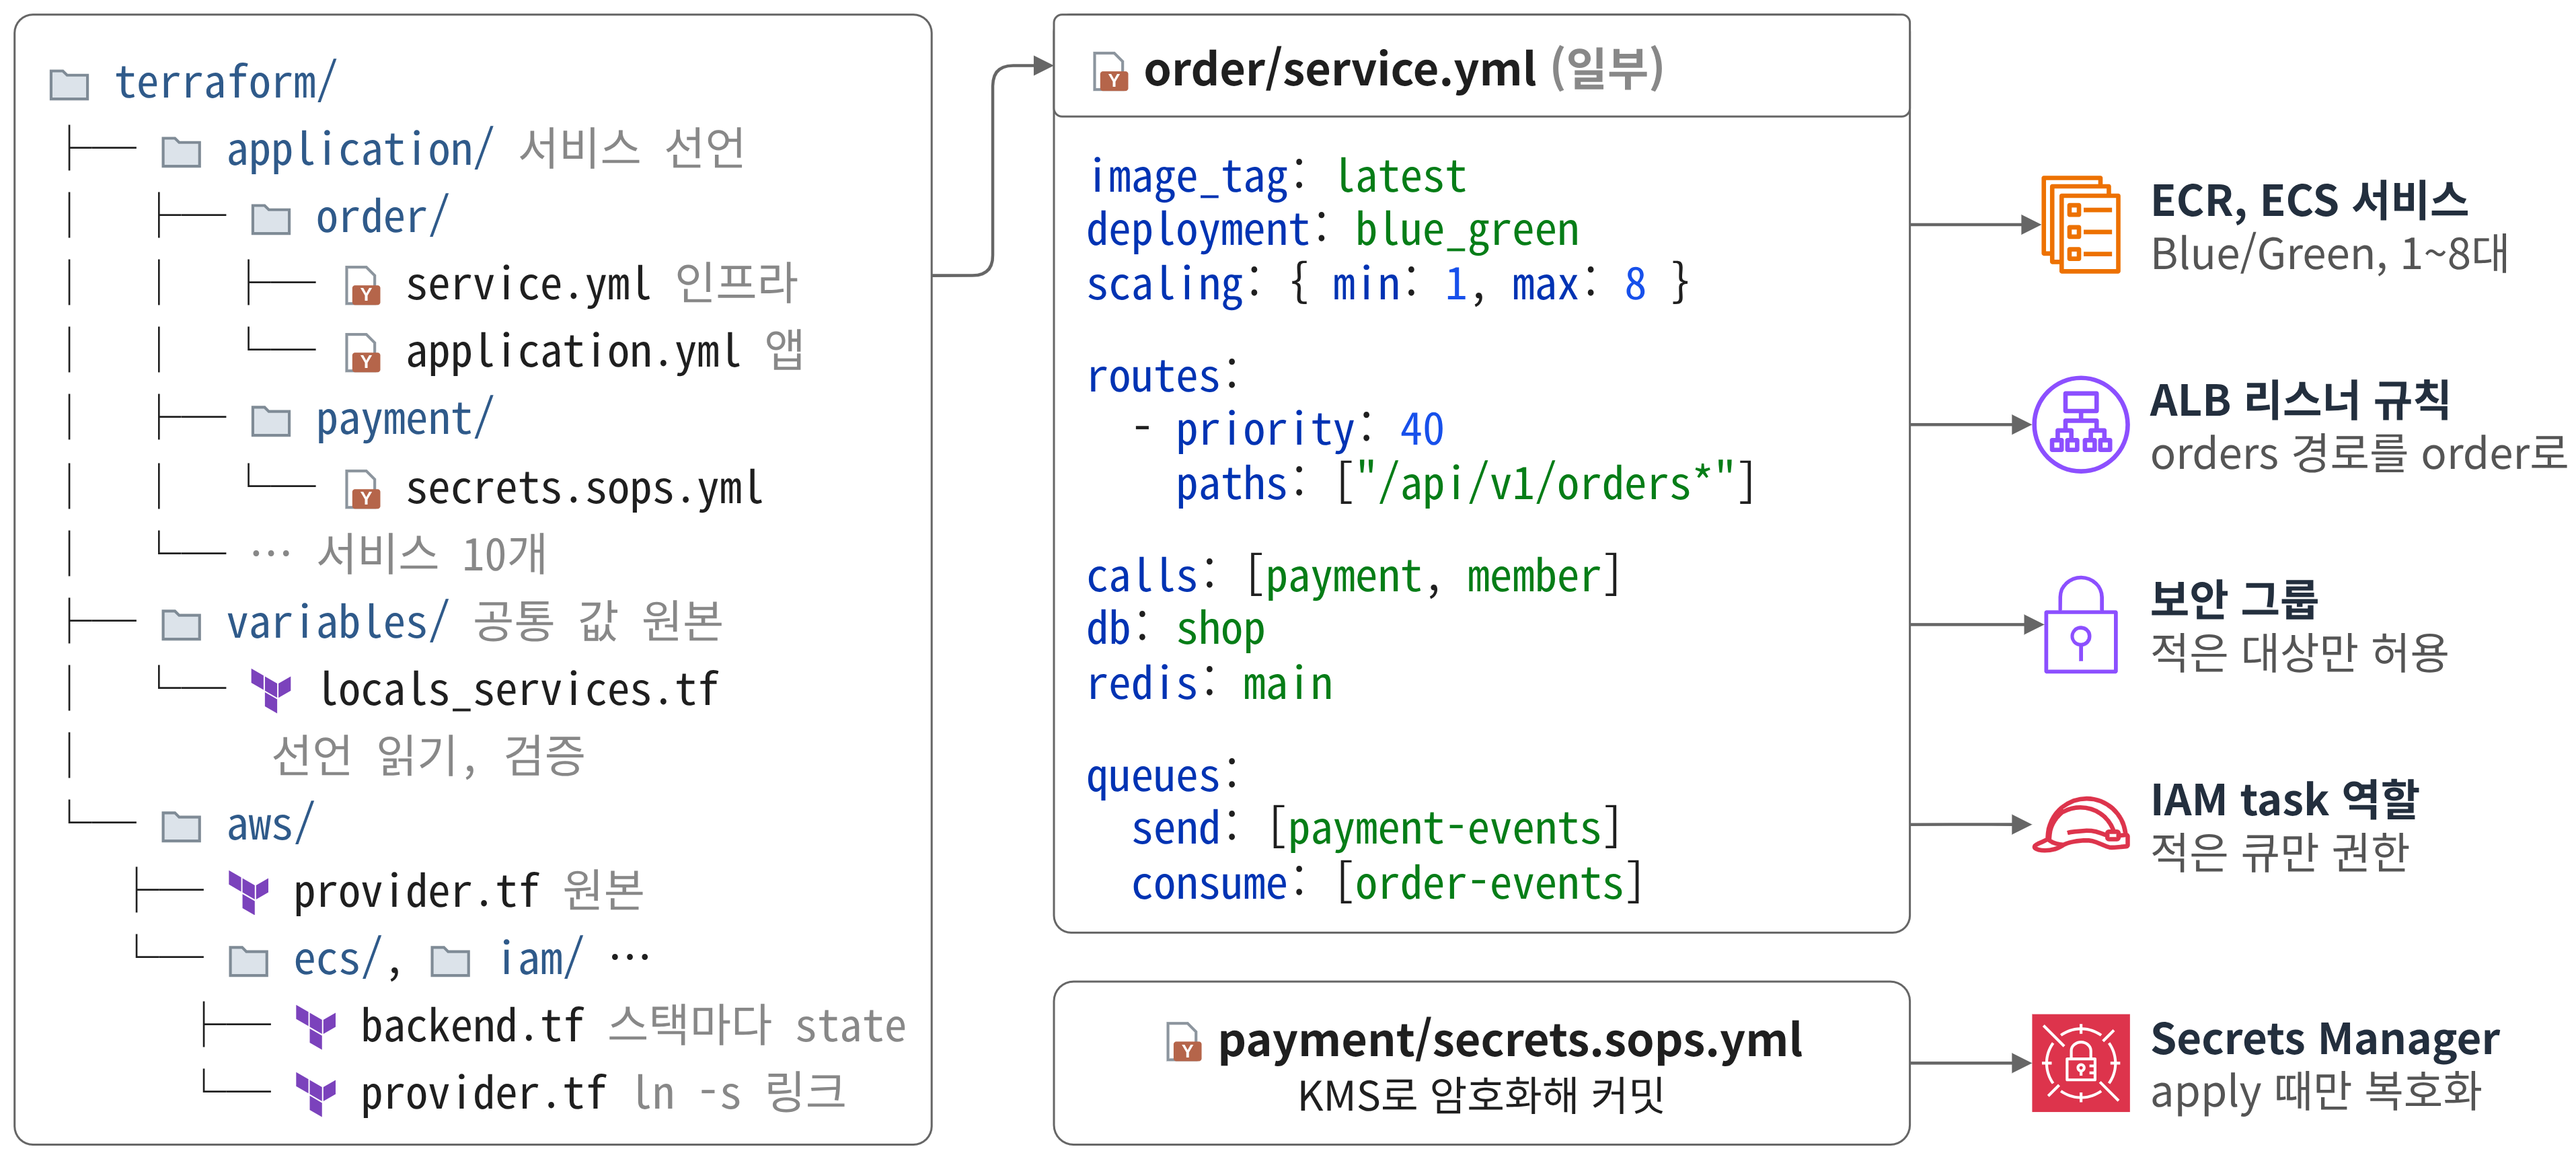 terraform/
├── application/ 서비스 선언
│ ├── order/
│ │ ├── service.yml 인프라
│ │ └── application.yml 앱
│ ├── payment/
│ │ └── secrets.sops.yml
│ └── … 서비스 10개
├── variables/ 공통 값 원본
│ └── locals_services.tf
│ 선언 읽기, 검증
└── aws/
├── provider.tf 원본
└── ecs/, iam/ …
├── backend.tf 스택마다 state
└── provider.tf ln -s 링크
order/service.yml (일부)
image_tag: latest
deployment: blue_green
scaling: { min: 1, max: 8 }
routes:
- priority: 40
paths: ["/api/v1/orders*"]
calls: [payment, member]
db: shop
redis: main
queues:
send: [payment-events]
consume: [order-events]
payment/secrets.sops.yml
KMS로 암호화해 커밋
ECR, ECS 서비스
Blue/Green, 1~8대
ALB 리스너 규칙
orders 경로를 order로
보안 그룹
적은 대상만 허용
IAM task 역할
적은 큐만 권한
Secrets Manager
apply 때만 복호화